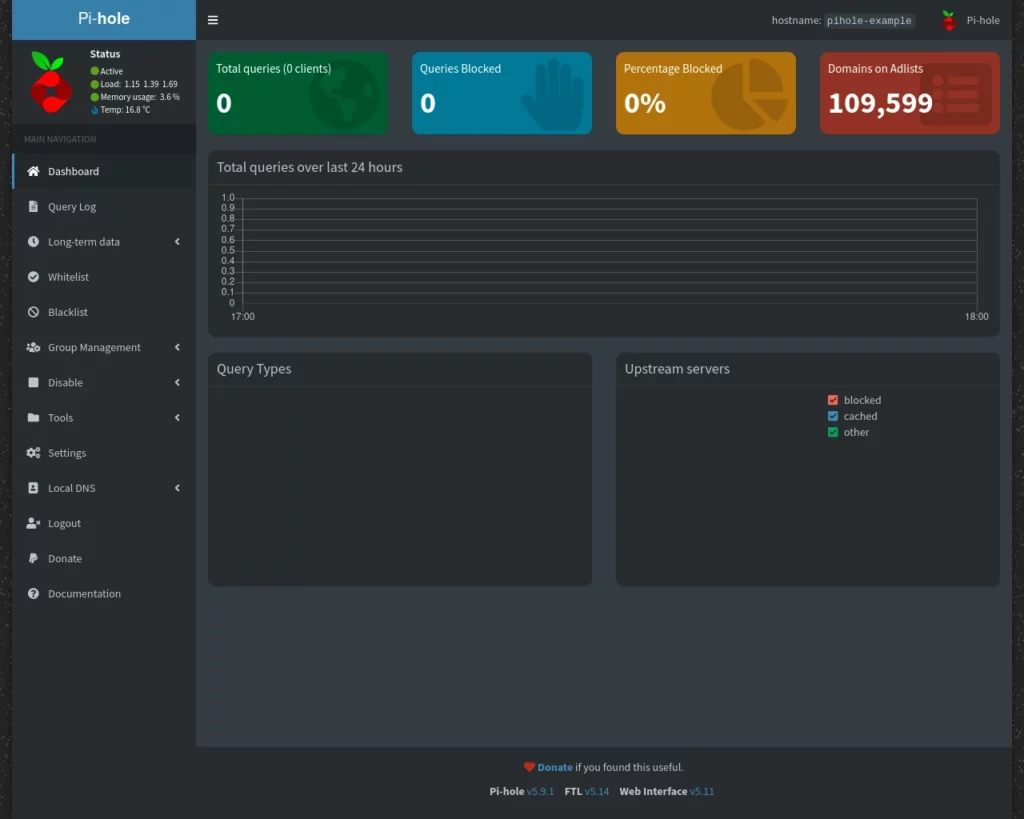 Pi-hole
hostname: pihole-example
Pi-hole
Status
Active
Load: 1.15 1.39 1.69
Memory usage: 3.6 %
Temp: 16.8 °C
MAIN NAVIGATION
Dashboard
Query Log
Long-term data
Whitelist
Blacklist
Group Management
Disable
Tools
Settings
Local DNS
Logout
Donate
Documentation
Total queries (0 clients)
0
Queries Blocked
0
Percentage Blocked
0%
Domains on Adlists
109,599
Total queries over last 24 hours
1.0
0.9
0.8
0.7
0.6
0.5
0.4
0.3
0.2
0.1
0
17:00 18:00
Query Types
Upstream servers
blocked
cached
other
Donate if you found this useful.
Pi-hole v5.9.1 FTL v5.14 Web Interface v5.11